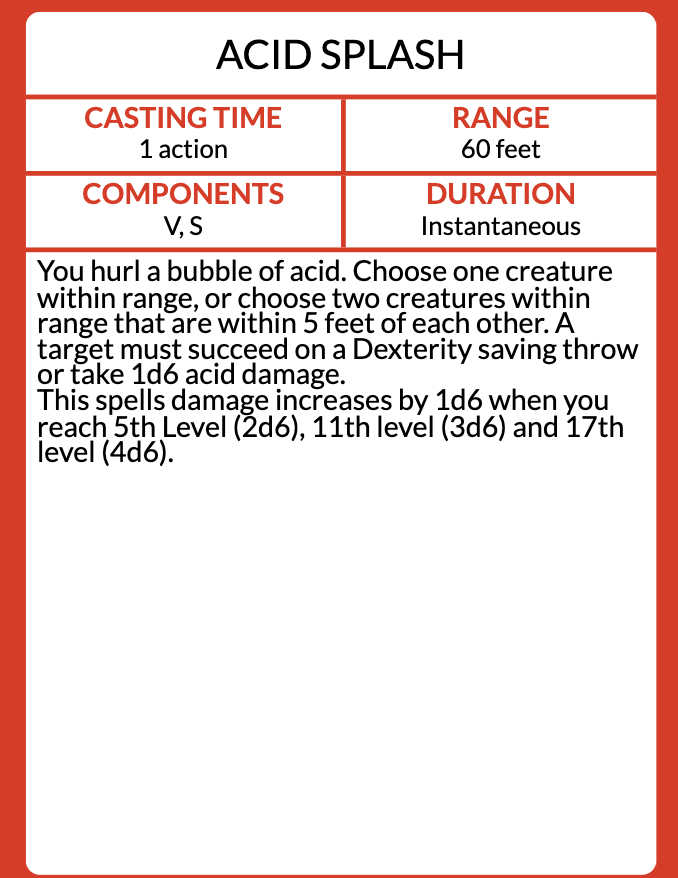 ACID SPLASH
CASTING TIME
1 action
RANGE
60 feet
COMPONENTS
V, S
DURATION
Instantaneous
You hurl a bubble of acid. Choose one creature
within range, or choose two creatures within
range that are within 5 feet of each other. A
target must succeed on a Dexterity saving throw
or take 1d6 acid damage.
This spells damage increases by 1d6 when you
reach 5th Level (2d6), 11th level (3d6) and 17th
level (4d6).